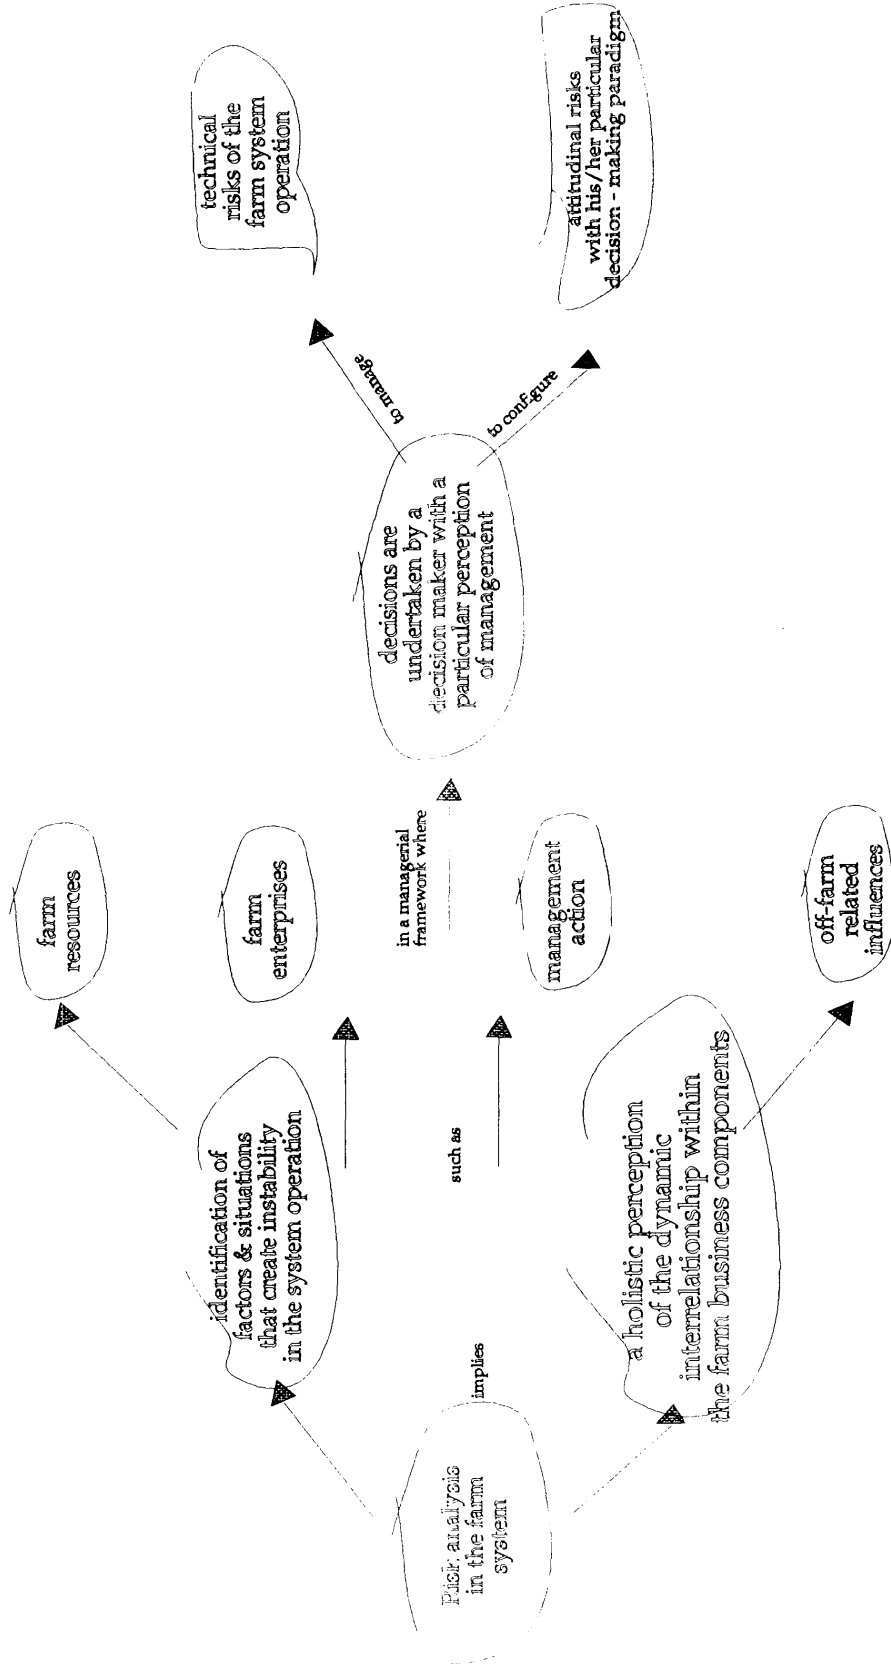 Risk analysis
in the farm
system
implies
identification of
factors & situations
that create instability
in the system operation
a holistic perception
of the dynamic
interrelationship within
the farm business components
such as
farm
resources
farm
enterprises
management
action
off-farm
related
influences
in a managerial
framework where
decisions are
undertaken by a
decision maker with a
particular perception
of management
to manage
technical
risks of the
farm system
operation
to configure
attitudinal risks
with his/her particular
decision - making paradigm